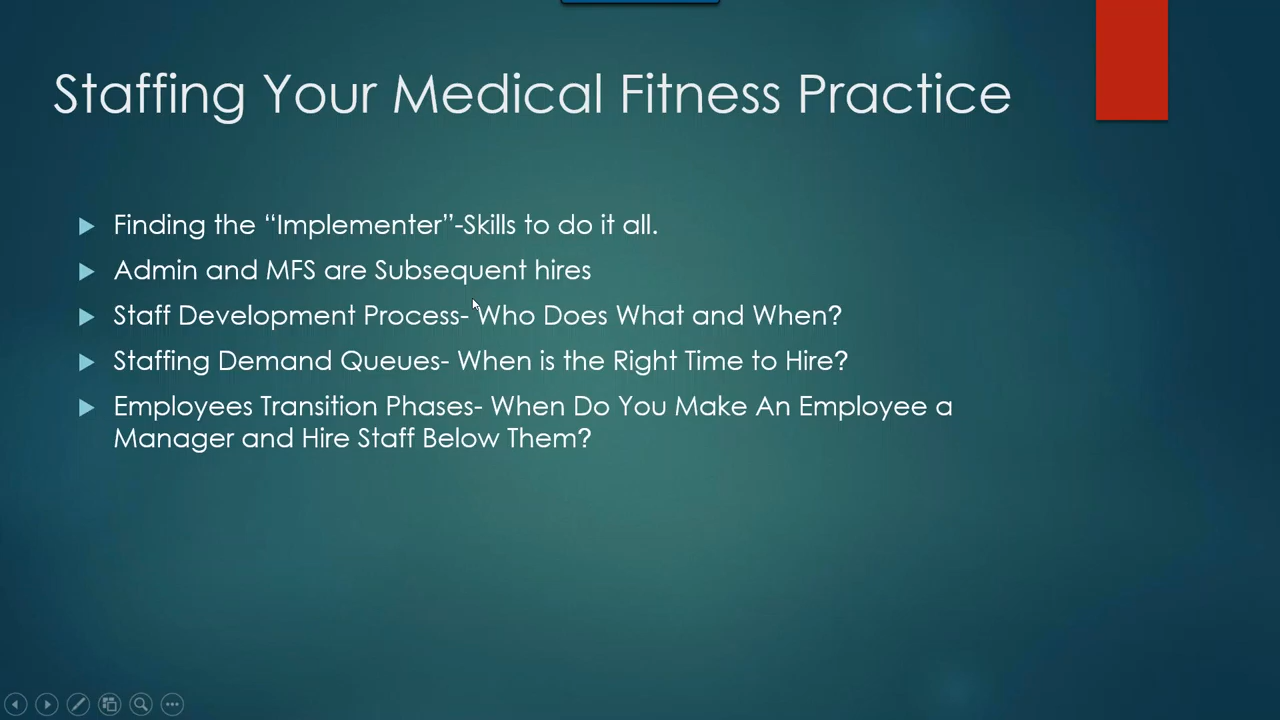 Staffing Your Medical Fitness Practice
Finding the “Implementer”-Skills to do it all.
Admin and MFS are Subsequent hires
Staff Development Process- Who Does What and When?
Staffing Demand Queues- When is the Right Time to Hire?
Employees Transition Phases- When Do You Make An Employee a
Manager and Hire Staff Below Them?